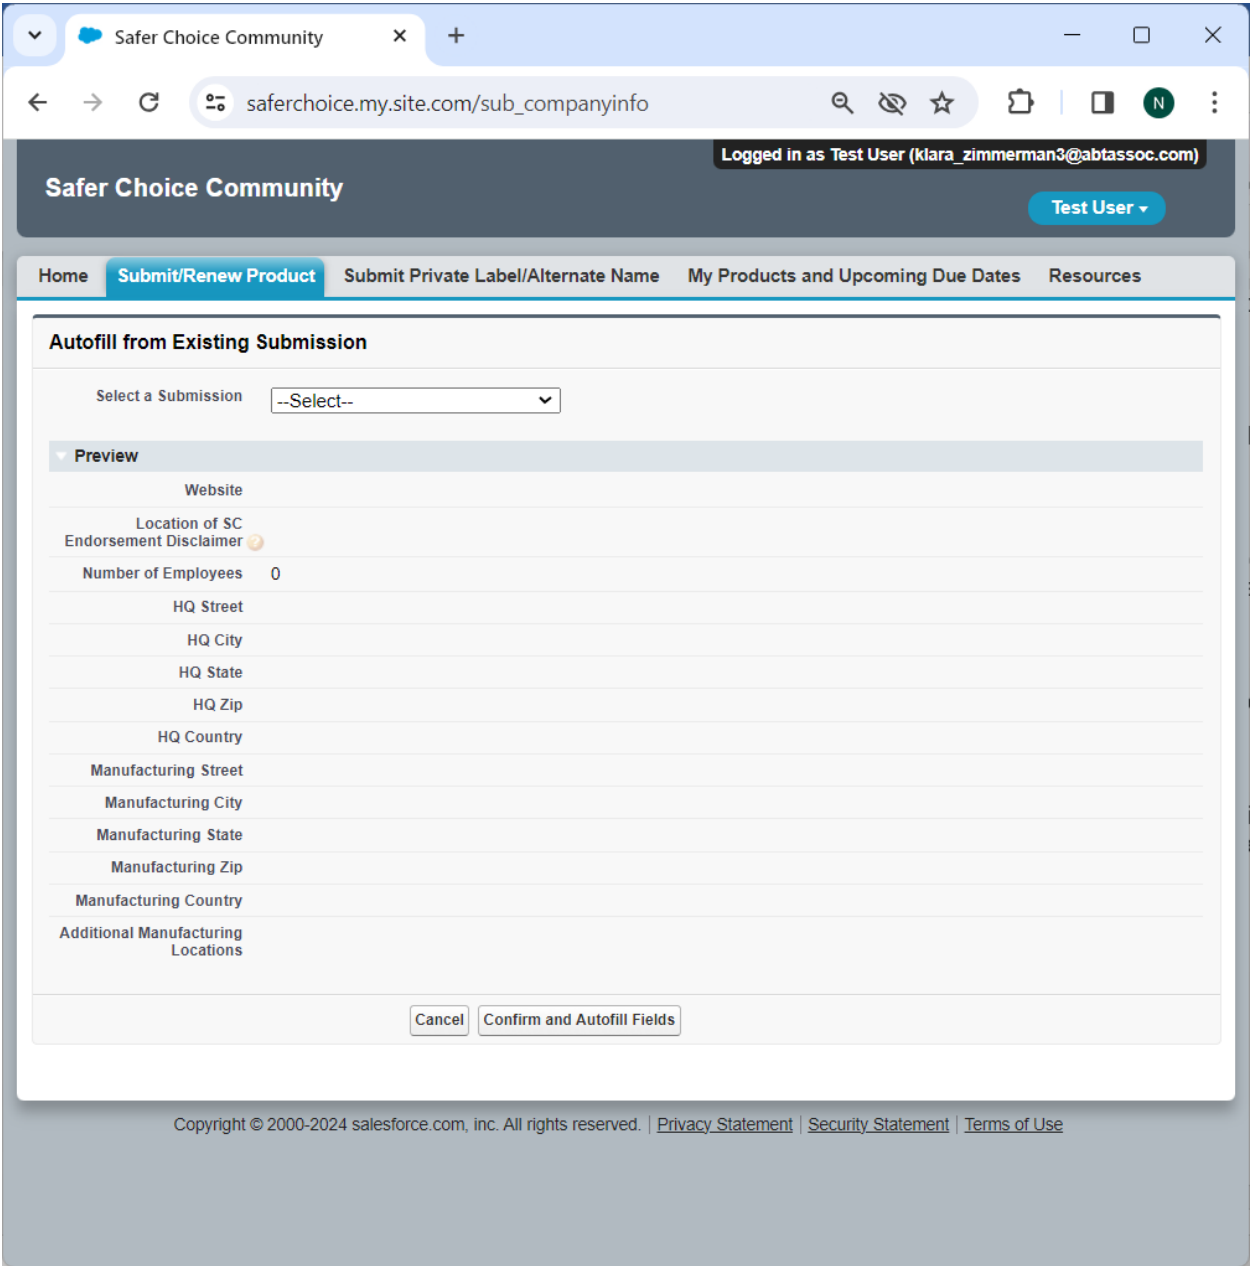 Safer Choice Community
saferchoice.my.site.com/sub_companyinfo
N
Logged in as Test User (klara_zimmerman3@abtassoc.com)
Safer Choice Community
Test User
Home Submit/Renew Product Submit Private Label/Alternate Name My Products and Upcoming Due Dates Resources
Autofill from Existing Submission
Select a Submission --Select--
Preview
Website
Location of SC
Endorsement Disclaimer ?
Number of Employees 0
HQ Street
HQ City
HQ State
HQ Zip
HQ Country
Manufacturing Street
Manufacturing City
Manufacturing State
Manufacturing Zip
Manufacturing Country
Additional Manufacturing
Locations
Cancel Confirm and Autofill Fields
Copyright © 2000-2024 salesforce.com, inc. All rights reserved. | Privacy Statement | Security Statement | Terms of Use